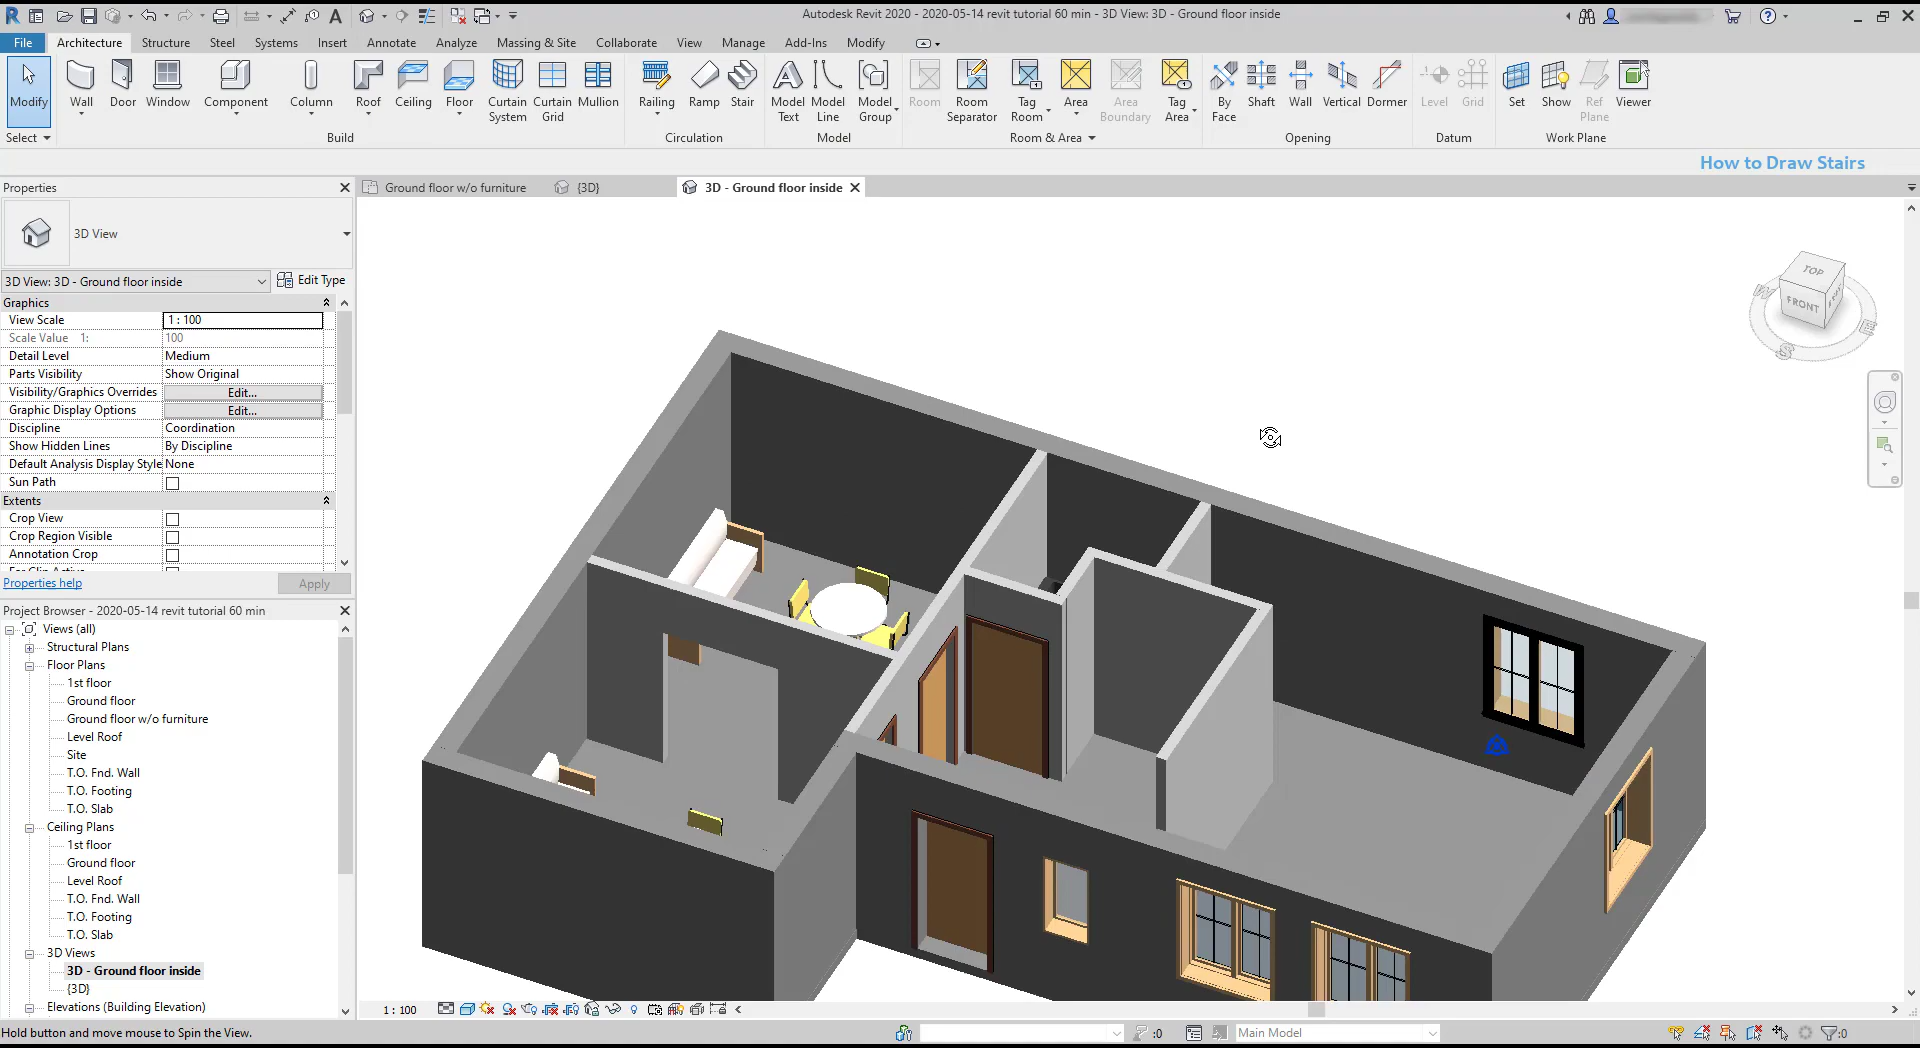 Autodesk Revit 2020 - 2020-05-14 revit tutorial 60 min - 3D View: 3D - Ground floor inside
File Architecture Structure Steel Systems Insert Annotate Analyze Massing & Site Collaborate View Manage Add-Ins Modify
Modify Wall Door Window Component Column Roof Ceiling Floor Curtain System Curtain Grid Mullion Railing Ramp Stair Model Text Model Line Model Group Room Room Separator Tag Room Area Area Boundary Tag Area By Face Shaft Wall Vertical Dormer Level Grid Set Show Ref Plane Viewer
Select Build Circulation Model Room & Area Opening Datum Work Plane
How to Draw Stairs
Properties
Ground floor w/o furniture {3D} 3D - Ground floor inside
3D View
3D View: 3D - Ground floor inside Edit Type
Graphics
View Scale 1 : 100
Scale Value 1: 100
Detail Level Medium
Parts Visibility Show Original
Visibility/Graphics Overrides Edit...
Graphic Display Options Edit...
Discipline Coordination
Show Hidden Lines By Discipline
Default Analysis Display Style None
Sun Path
Extents
Crop View
Crop Region Visible
Annotation Crop
Properties help Apply
Project Browser - 2020-05-14 revit tutorial 60 min
Views (all)
Structural Plans
Floor Plans
1st floor
Ground floor
Ground floor w/o furniture
Level Roof
Site
T.O. Fnd. Wall
T.O. Footing
T.O. Slab
Ceiling Plans
1st floor
Ground floor
Level Roof
T.O. Fnd. Wall
T.O. Footing
T.O. Slab
3D Views
3D - Ground floor inside
{3D}
Elevations (Building Elevation)
TOP
FRONT
W
E
S
1 : 100
Hold button and move mouse to Spin the View.
:0
Main Model
:0